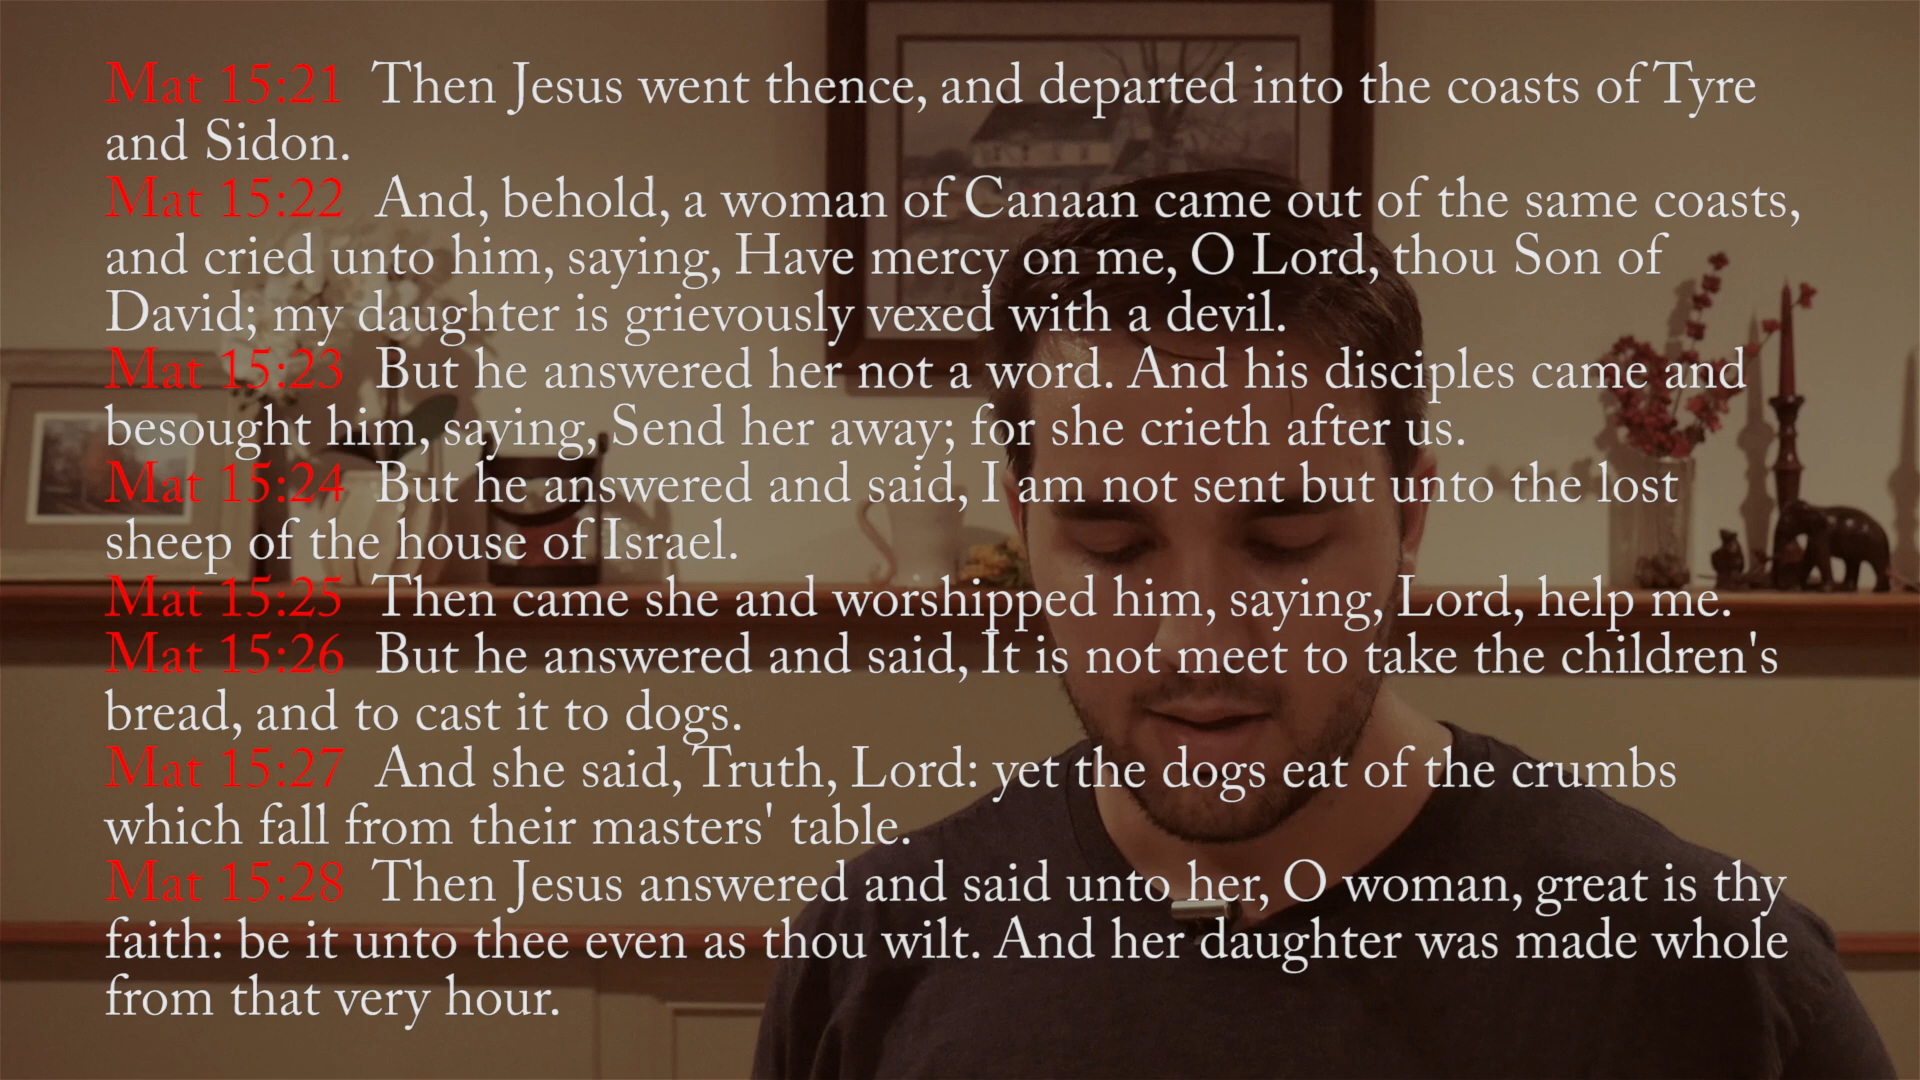 Mat 15:21 Then Jesus went thence, and departed into the coasts of Tyre
and Sidon.
Mat 15:22 And, behold, a woman of Canaan came out of the same coasts,
and cried unto him, saying, Have mercy on me, O Lord, thou Son of
David; my daughter is grievously vexed with a devil.
Mat 15:23 But he answered her not a word. And his disciples came and
besought him, saying, Send her away; for she crieth after us.
Mat 15:24 But he answered and said, I am not sent but unto the lost
sheep of the house of Israel.
Mat 15:25 Then came she and worshipped him, saying, Lord, help me.
Mat 15:26 But he answered and said, It is not meet to take the children's
bread, and to cast it to dogs.
Mat 15:27 And she said, Truth, Lord: yet the dogs eat of the crumbs
which fall from their masters' table.
Mat 15:28 Then Jesus answered and said unto her, O woman, great is thy
faith: be it unto thee even as thou wilt. And her daughter was made whole
from that very hour.